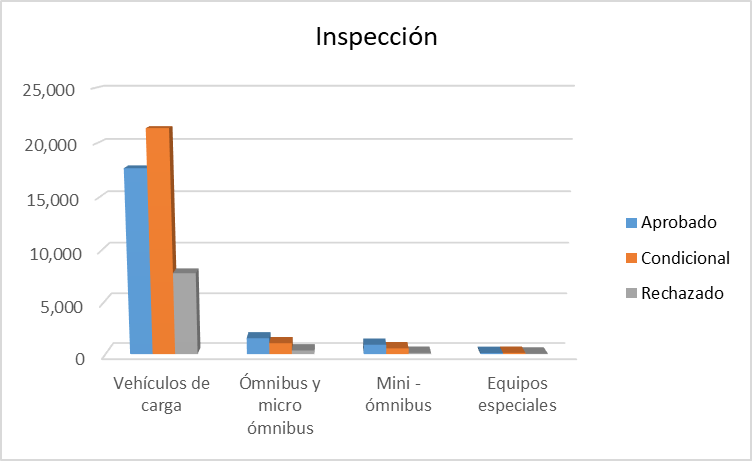 Inspección
25,000
20,000
15,000
10,000
5,000
0
Vehículos de
carga
Ómnibus y
micro
ómnibus
Mini -
ómnibus
Equipos
especiales
Aprobado
Condicional
Rechazado